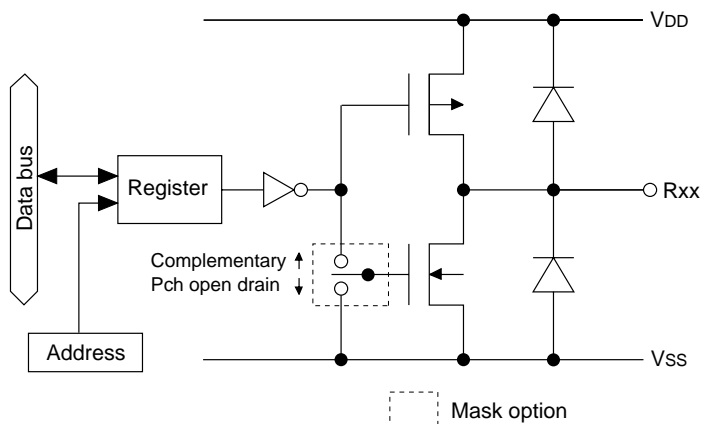 VDD
Data bus
Register
Rxx
Complementary
Pch open drain
Address
VSS
Mask option